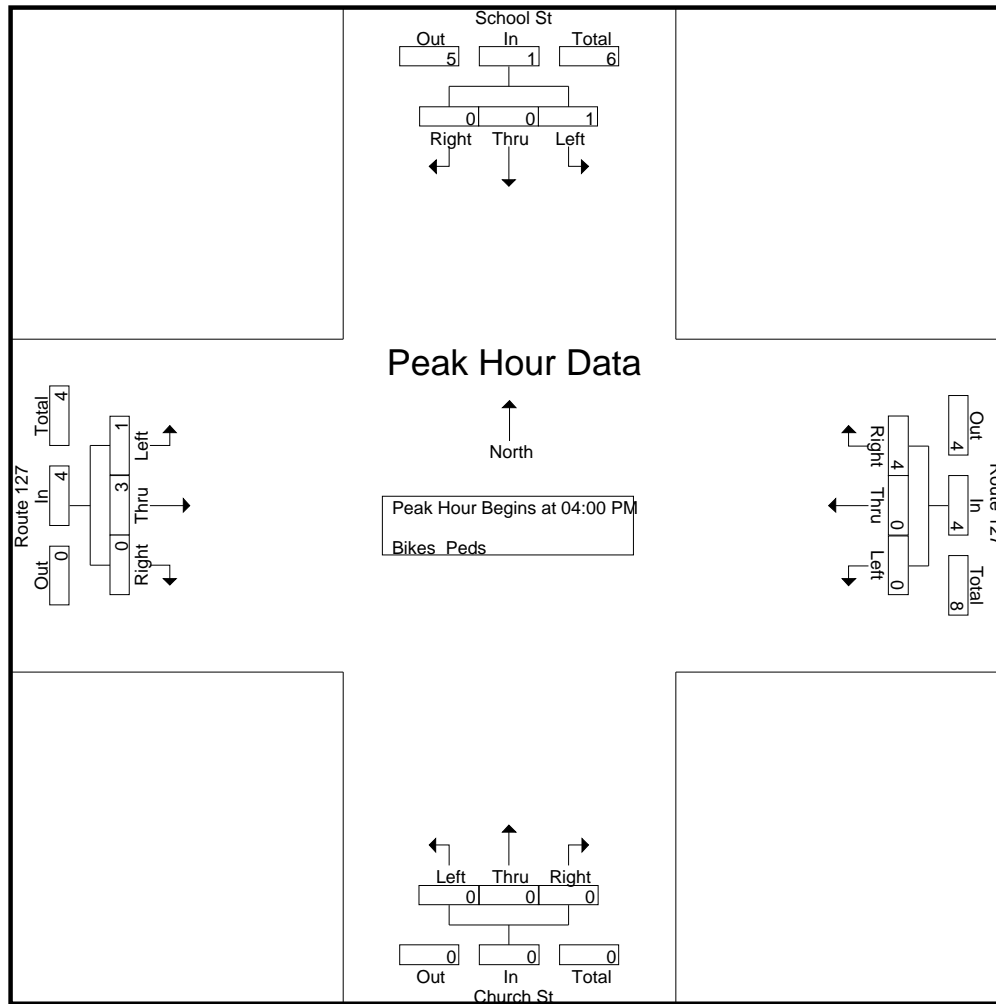 School St
Out In Total
5 1 6
0 0 1
Right Thru Left
Peak Hour Data
North
Peak Hour Begins at 04:00 PM
Bikes Peds
Route 127
Out In Total
0 4 4
1 3 0
Left Thru Right
Route 127
Out In Total
4 4 8
4 0 0
Right Thru Left
Left Thru Right
0 0 0
0 0 0
Out In Total
Church St